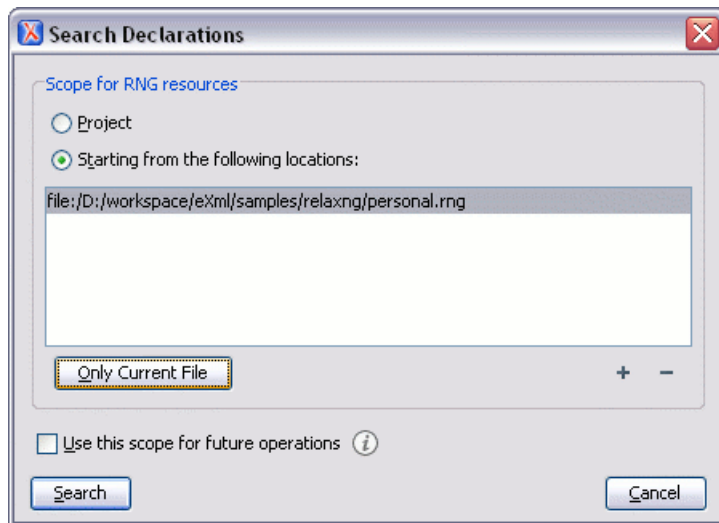 Search Declarations
Scope for RNG resources
Project
Starting from the following locations:
file:/D:/workspace/eXml/samples/relaxng/personal.rng
Only Current File
+ −
Use this scope for future operations i
Search
Cancel